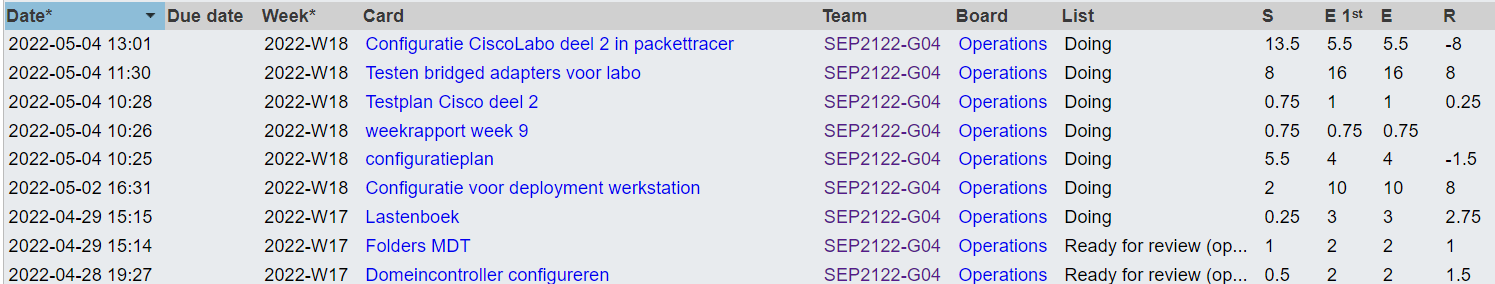 Date* Due date Week* Card Team Board List S E 1st E R
2022-05-04 13:01 2022-W18 Configuratie CiscoLabo deel 2 in packettracer SEP2122-G04 Operations Doing 13.5 5.5 5.5 -8
2022-05-04 11:30 2022-W18 Testen bridged adapters voor labo SEP2122-G04 Operations Doing 8 16 16 8
2022-05-04 10:28 2022-W18 Testplan Cisco deel 2 SEP2122-G04 Operations Doing 0.75 1 1 0.25
2022-05-04 10:26 2022-W18 weekrapport week 9 SEP2122-G04 Operations Doing 0.75 0.75 0.75
2022-05-04 10:25 2022-W18 configuratieplan SEP2122-G04 Operations Doing 5.5 4 4 -1.5
2022-05-02 16:31 2022-W18 Configuratie voor deployment werkstation SEP2122-G04 Operations Doing 2 10 10 8
2022-04-29 15:15 2022-W17 Lastenboek SEP2122-G04 Operations Doing 0.25 3 3 2.75
2022-04-29 15:14 2022-W17 Folders MDT SEP2122-G04 Operations Ready for review (op... 1 2 2 1
2022-04-28 19:27 2022-W17 Domeincontroller configureren SEP2122-G04 Operations Ready for review (op... 0.5 2 2 1.5